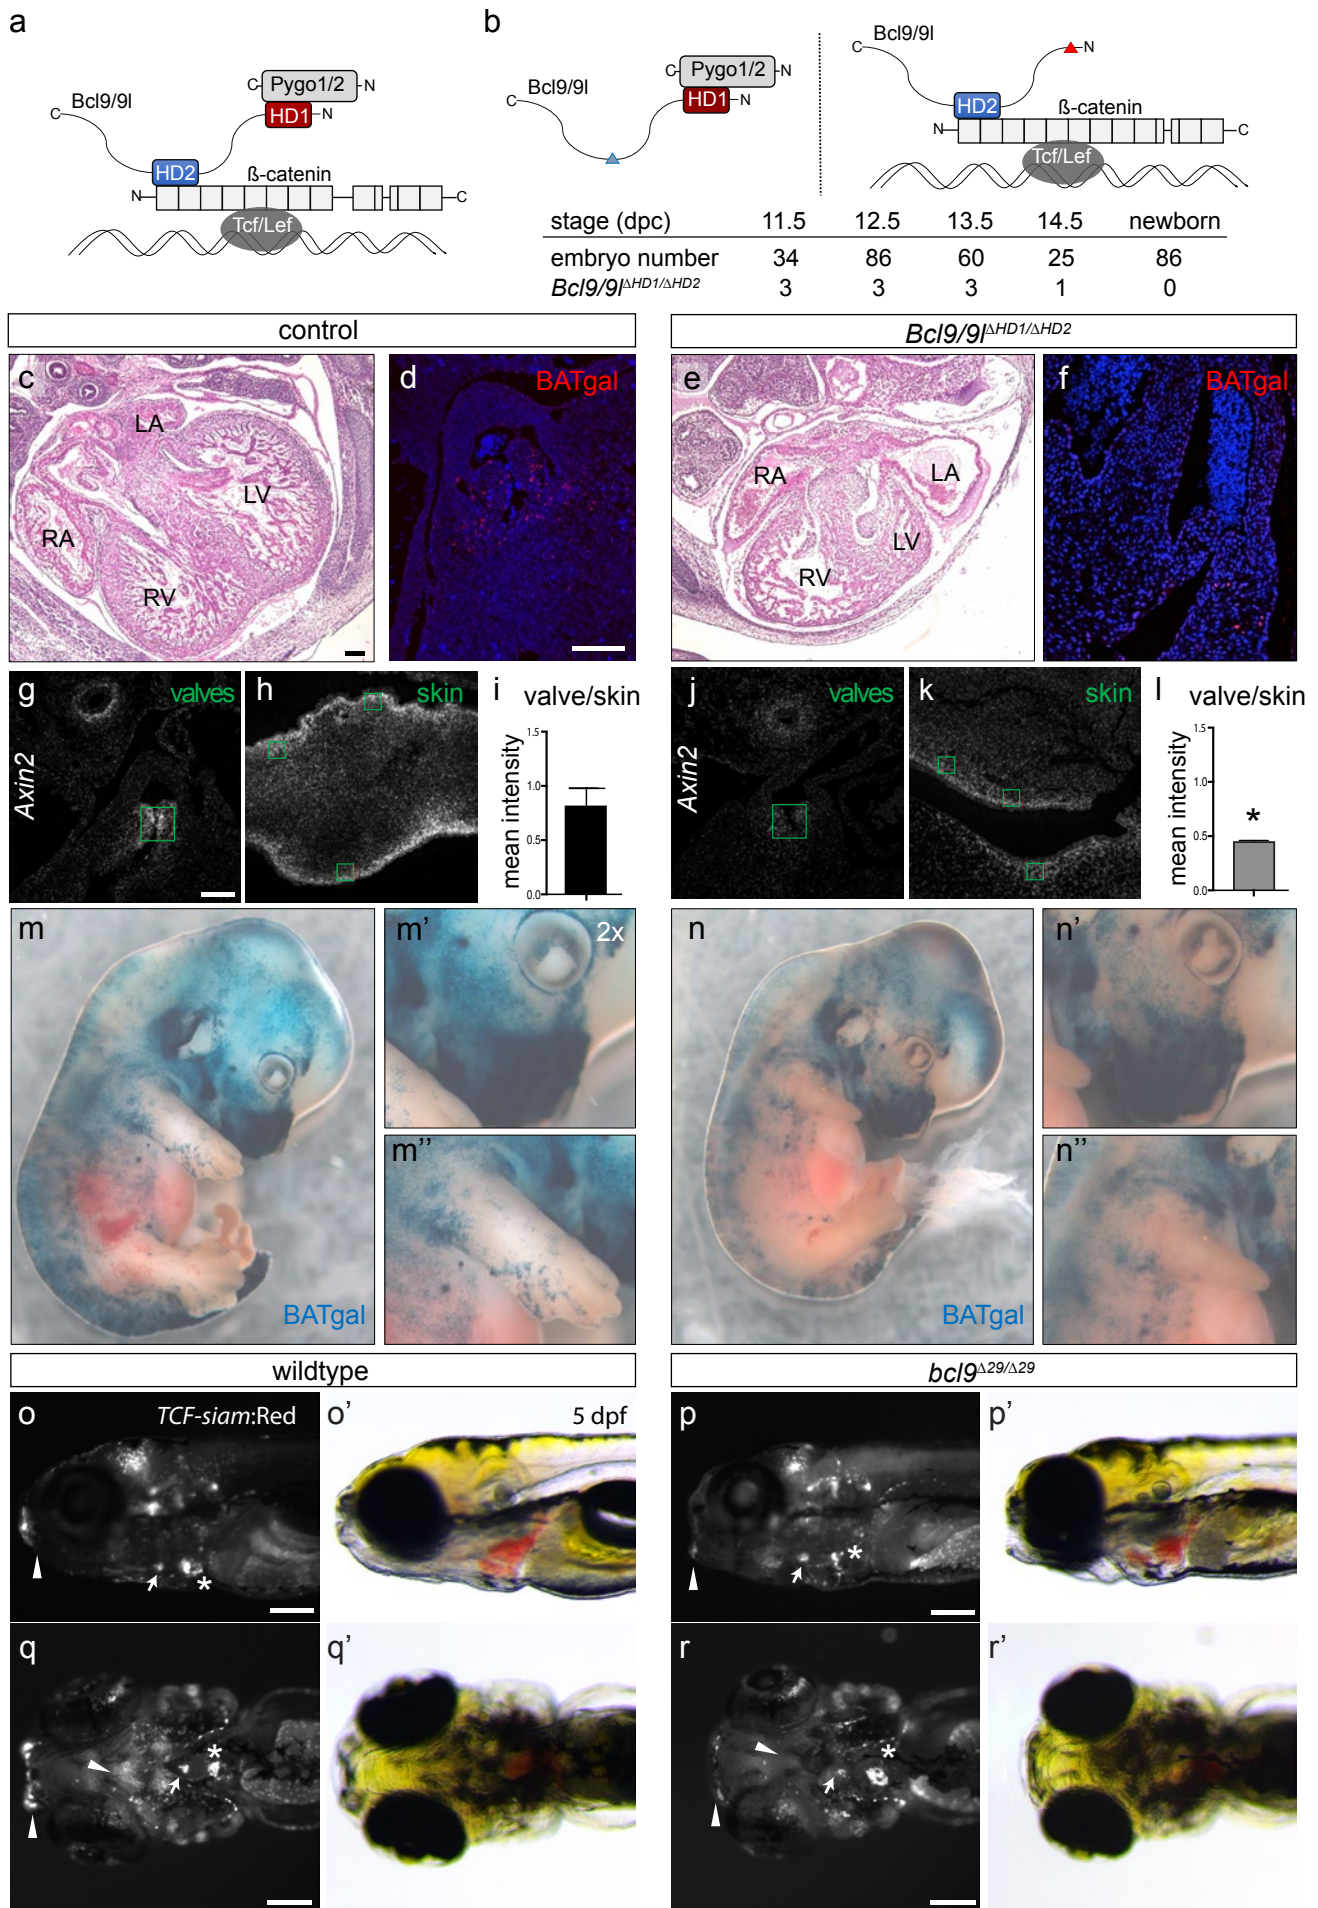 a
b
Bcl9/9l
C
Pygo1/2
C
N
HD1
N
HD2
ß-catenin
N
C
Tcf/Lef
Bcl9/9l
C
Pygo1/2
C
N
HD1
N
Bcl9/9l
C
N
HD2
ß-catenin
N
C
Tcf/Lef
stage (dpc) 11.5 12.5 13.5 14.5 newborn
embryo number 34 86 60 25 86
Bcl9/9l^ΔHD1/ΔHD2 3 3 3 1 0
control
Bcl9/9l^ΔHD1/ΔHD2
c
LA
LV
RA
RV
d
BATgal
e
RA
LA
LV
RV
f
BATgal
g
valves
Axin2
h
skin
i
valve/skin
mean intensity
1.5
1.0
0.5
0.0
j
valves
Axin2
k
skin
l
valve/skin
mean intensity
1.5
1.0
0.5
0.0
*
m
BATgal
m’
2x
m’’
n
BATgal
n’
n’’
wildtype
bcl9^Δ29/Δ29
o
TCF-siam:Red
*
o’
5 dpf
p
*
p’
q
*
q’
r
*
r’